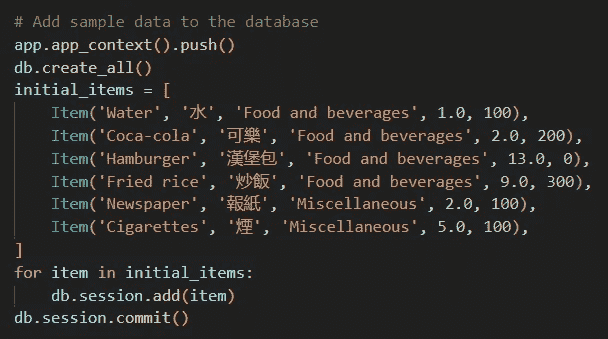 # Add sample data to the database
app.app_context().push()
db.create_all()
initial_items = [
    Item('Water', '水', 'Food and beverages', 1.0, 100),
    Item('Coca-cola', '可樂', 'Food and beverages', 2.0, 200),
    Item('Hamburger', '漢堡包', 'Food and beverages', 13.0, 0),
    Item('Fried rice', '炒飯', 'Food and beverages', 9.0, 300),
    Item('Newspaper', '報紙', 'Miscellaneous', 2.0, 100),
    Item('Cigarettes', '煙', 'Miscellaneous', 5.0, 100),
]
for item in initial_items:
    db.session.add(item)
db.session.commit()